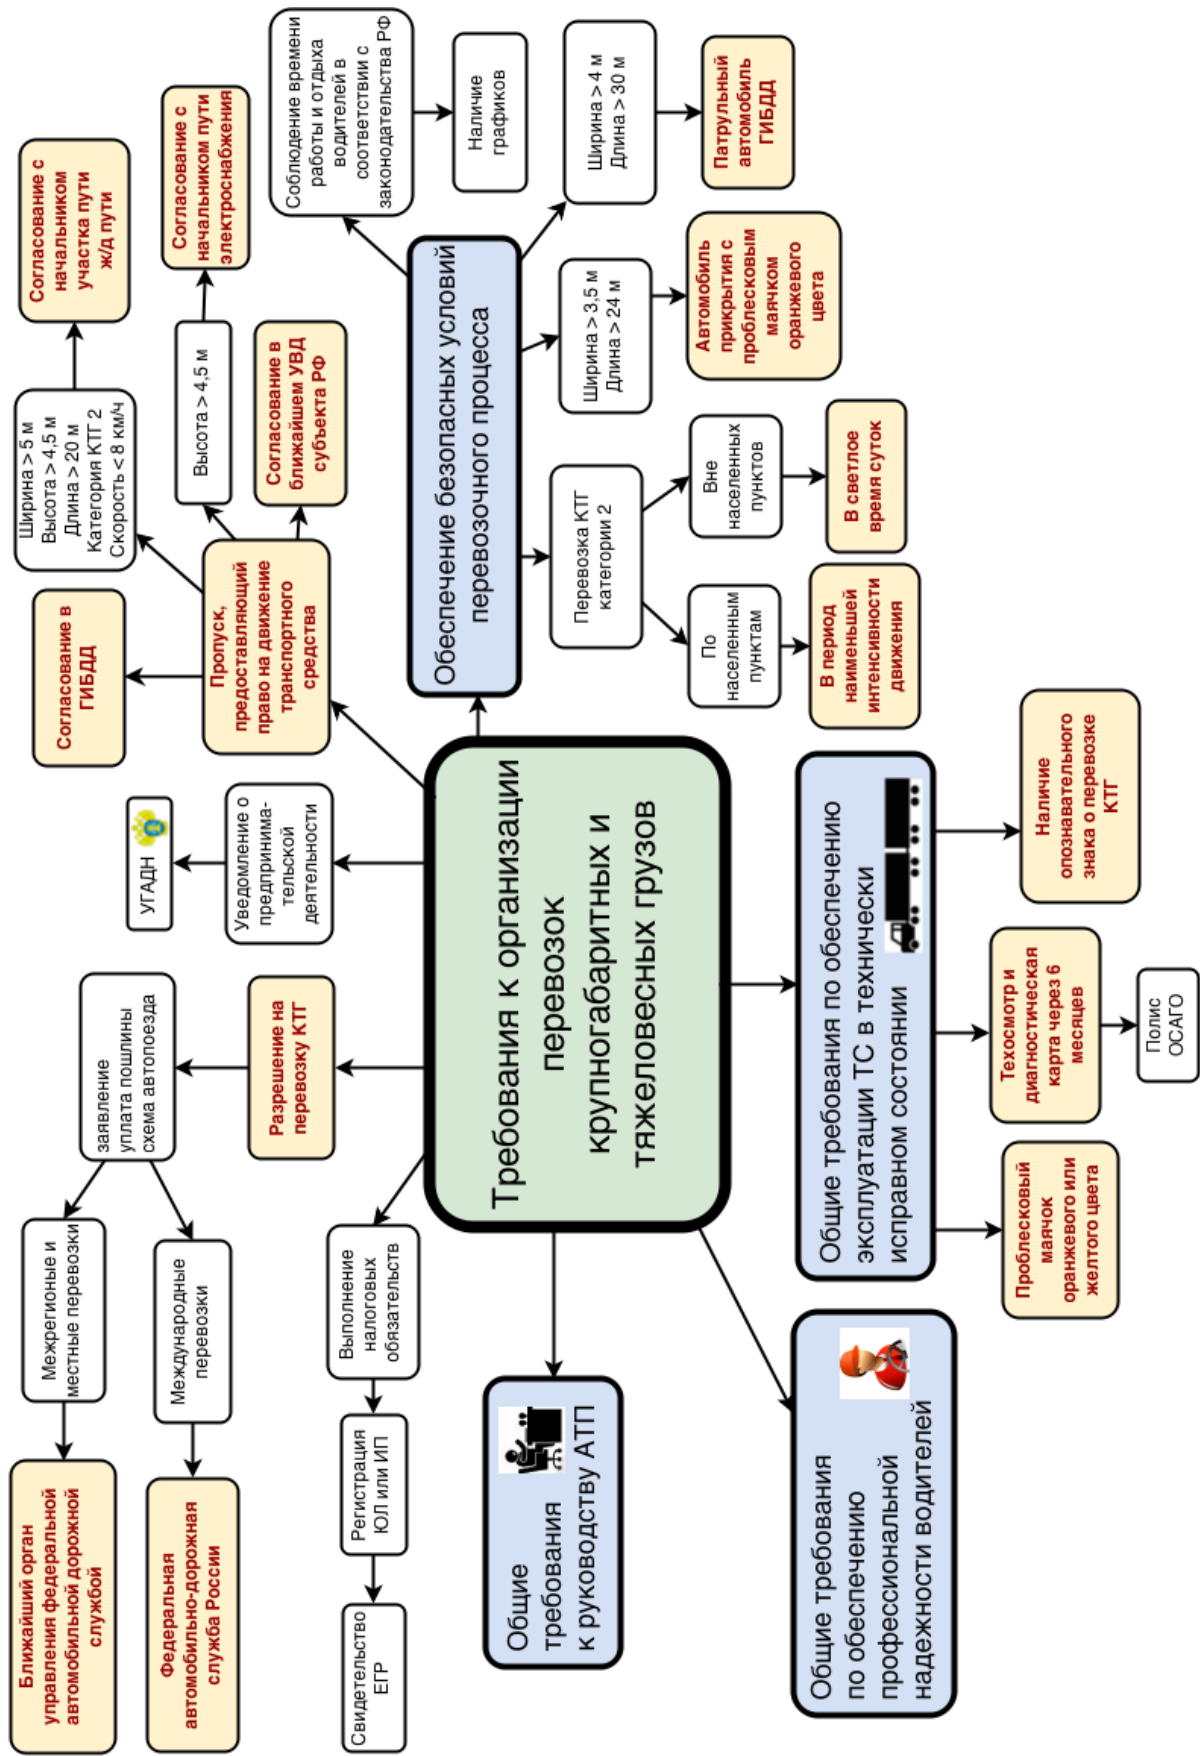 Ближайший орган
управления федеральной
автомобильной дорожной
службой
Межрегионые и
местные перевозки
заявление
уплата пошлины
схема автопоезда
Федеральная
автомобильно-дорожная
служба России
Международные
перевозки
Разрешение на
перевозку КТГ
УГАДН
Уведомление о
предпринима-
тельской
деятельности
Согласование в
ГИБДД
Ширина > 5 м
Высота > 4,5 м
Длина > 20 м
Категория КТГ 2
Скорость < 8 км/ч
Согласование с
начальником
участка пути
ж/д пути
Пропуск,
предоставляющий
право на движение
транспортного
средства
Высота > 4,5 м
Согласование с
начальником пути
электроснабжения
Согласование в
ближайшем УВД
субъекта РФ
Свидетельство
ЕГР
Регистрация
ЮЛ или ИП
Выполнение
налоговых
обязательств
Требования к организации
перевозок
крупногабаритных и
тяжеловесных грузов
Обеспечение безопасных условий
перевозочного процесса
Соблюдение времени
работы и отдыха
водителей в
соответствии с
законодательства РФ
Наличие
графиков
Общие
требования
к руководству АТП
Перевозка КТГ
категории 2
Ширина > 3,5 м
Длина > 24 м
Ширина > 4 м
Длина > 30 м
По
населенным
пунктам
Вне
населенных
пунктов
Автомобиль
прикрытия с
проблесковым
маячком
оранжевого
цвета
Патрульный
автомобиль
ГИБДД
В период
наименьшей
интенсивности
движения
В светлое
время суток
Общие требования
по обеспечению
профессиональной
надежности водителей
Общие требования по обеспечению
эксплуатации ТС в технически
исправном состоянии
Проблесковый
маячок
оранжевого или
желтого цвета
Техосмотр и
диагностическая
карта через 6
месяцев
Наличие
опознавательного
знака о перевозке
КТГ
Полис
ОСАГО